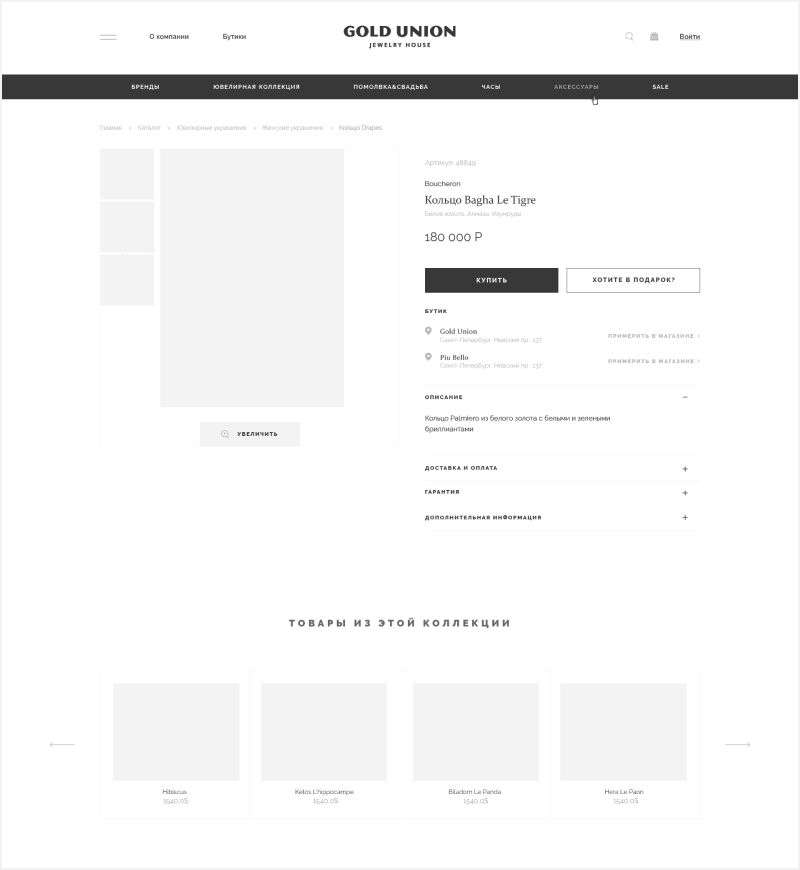 О компании
Бутики
GOLD UNION
JEWELRY HOUSE
Войти
БРЕНДЫ
ЮВЕЛИРНАЯ КОЛЛЕКЦИЯ
ПОМОЛВКА&СВАДЬБА
ЧАСЫ
АКСЕССУАРЫ
SALE
Главная › Каталог › Ювелирные украшения › Женские украшения › Кольцо Drapes
Артикул: 48849
Boucheron
Кольцо Bagha Le Tigre
Белое золото, Алмазы, Изумруды
180 000 Р
КУПИТЬ
ХОТИТЕ В ПОДАРОК?
БУТИК
Gold Union
Санкт-Петербург, Невский пр., 137
ПРИМЕРИТЬ В МАГАЗИНЕ ›
Piu Bello
Санкт-Петербург, Невский пр., 137
ПРИМЕРИТЬ В МАГАЗИНЕ ›
ОПИСАНИЕ
Кольцо Palmiero из белого золота с белыми и зелеными
бриллиантами
УВЕЛИЧИТЬ
ДОСТАВКА И ОПЛАТА
ГАРАНТИЯ
ДОПОЛНИТЕЛЬНАЯ ИНФОРМАЦИЯ
ТОВАРЫ ИЗ ЭТОЙ КОЛЛЕКЦИИ
Hibiscus
1540,0$
Kelos L'hippocampe
1540,0$
Biladom Le Panda
1540,0$
Hera Le Paon
1540,0$